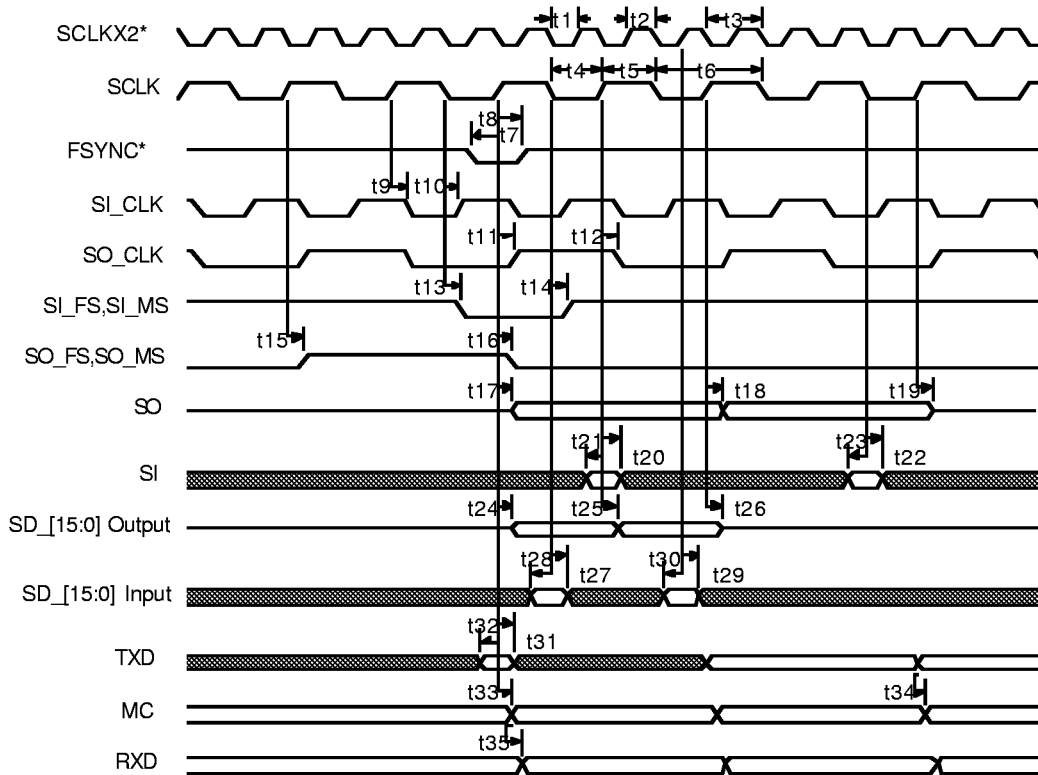 t1 t2 t3
SCLKX2*
t4 t5 t6
SCLK
t8
t7
FSYNC*
t9 t10
SI_CLK
t11 t12
SO_CLK
t13 t14
SI_FS,SI_MS
t15 t16
SO_FS,SO_MS
t17 t18 t19
SO
t21 t23
SI t20 t22
t24 t25 t26
SD_[15:0] Output
t28 t30
t27 t29
SD_[15:0] Input
t32
t31
TXD
t33 t34
MC
t35
RXD